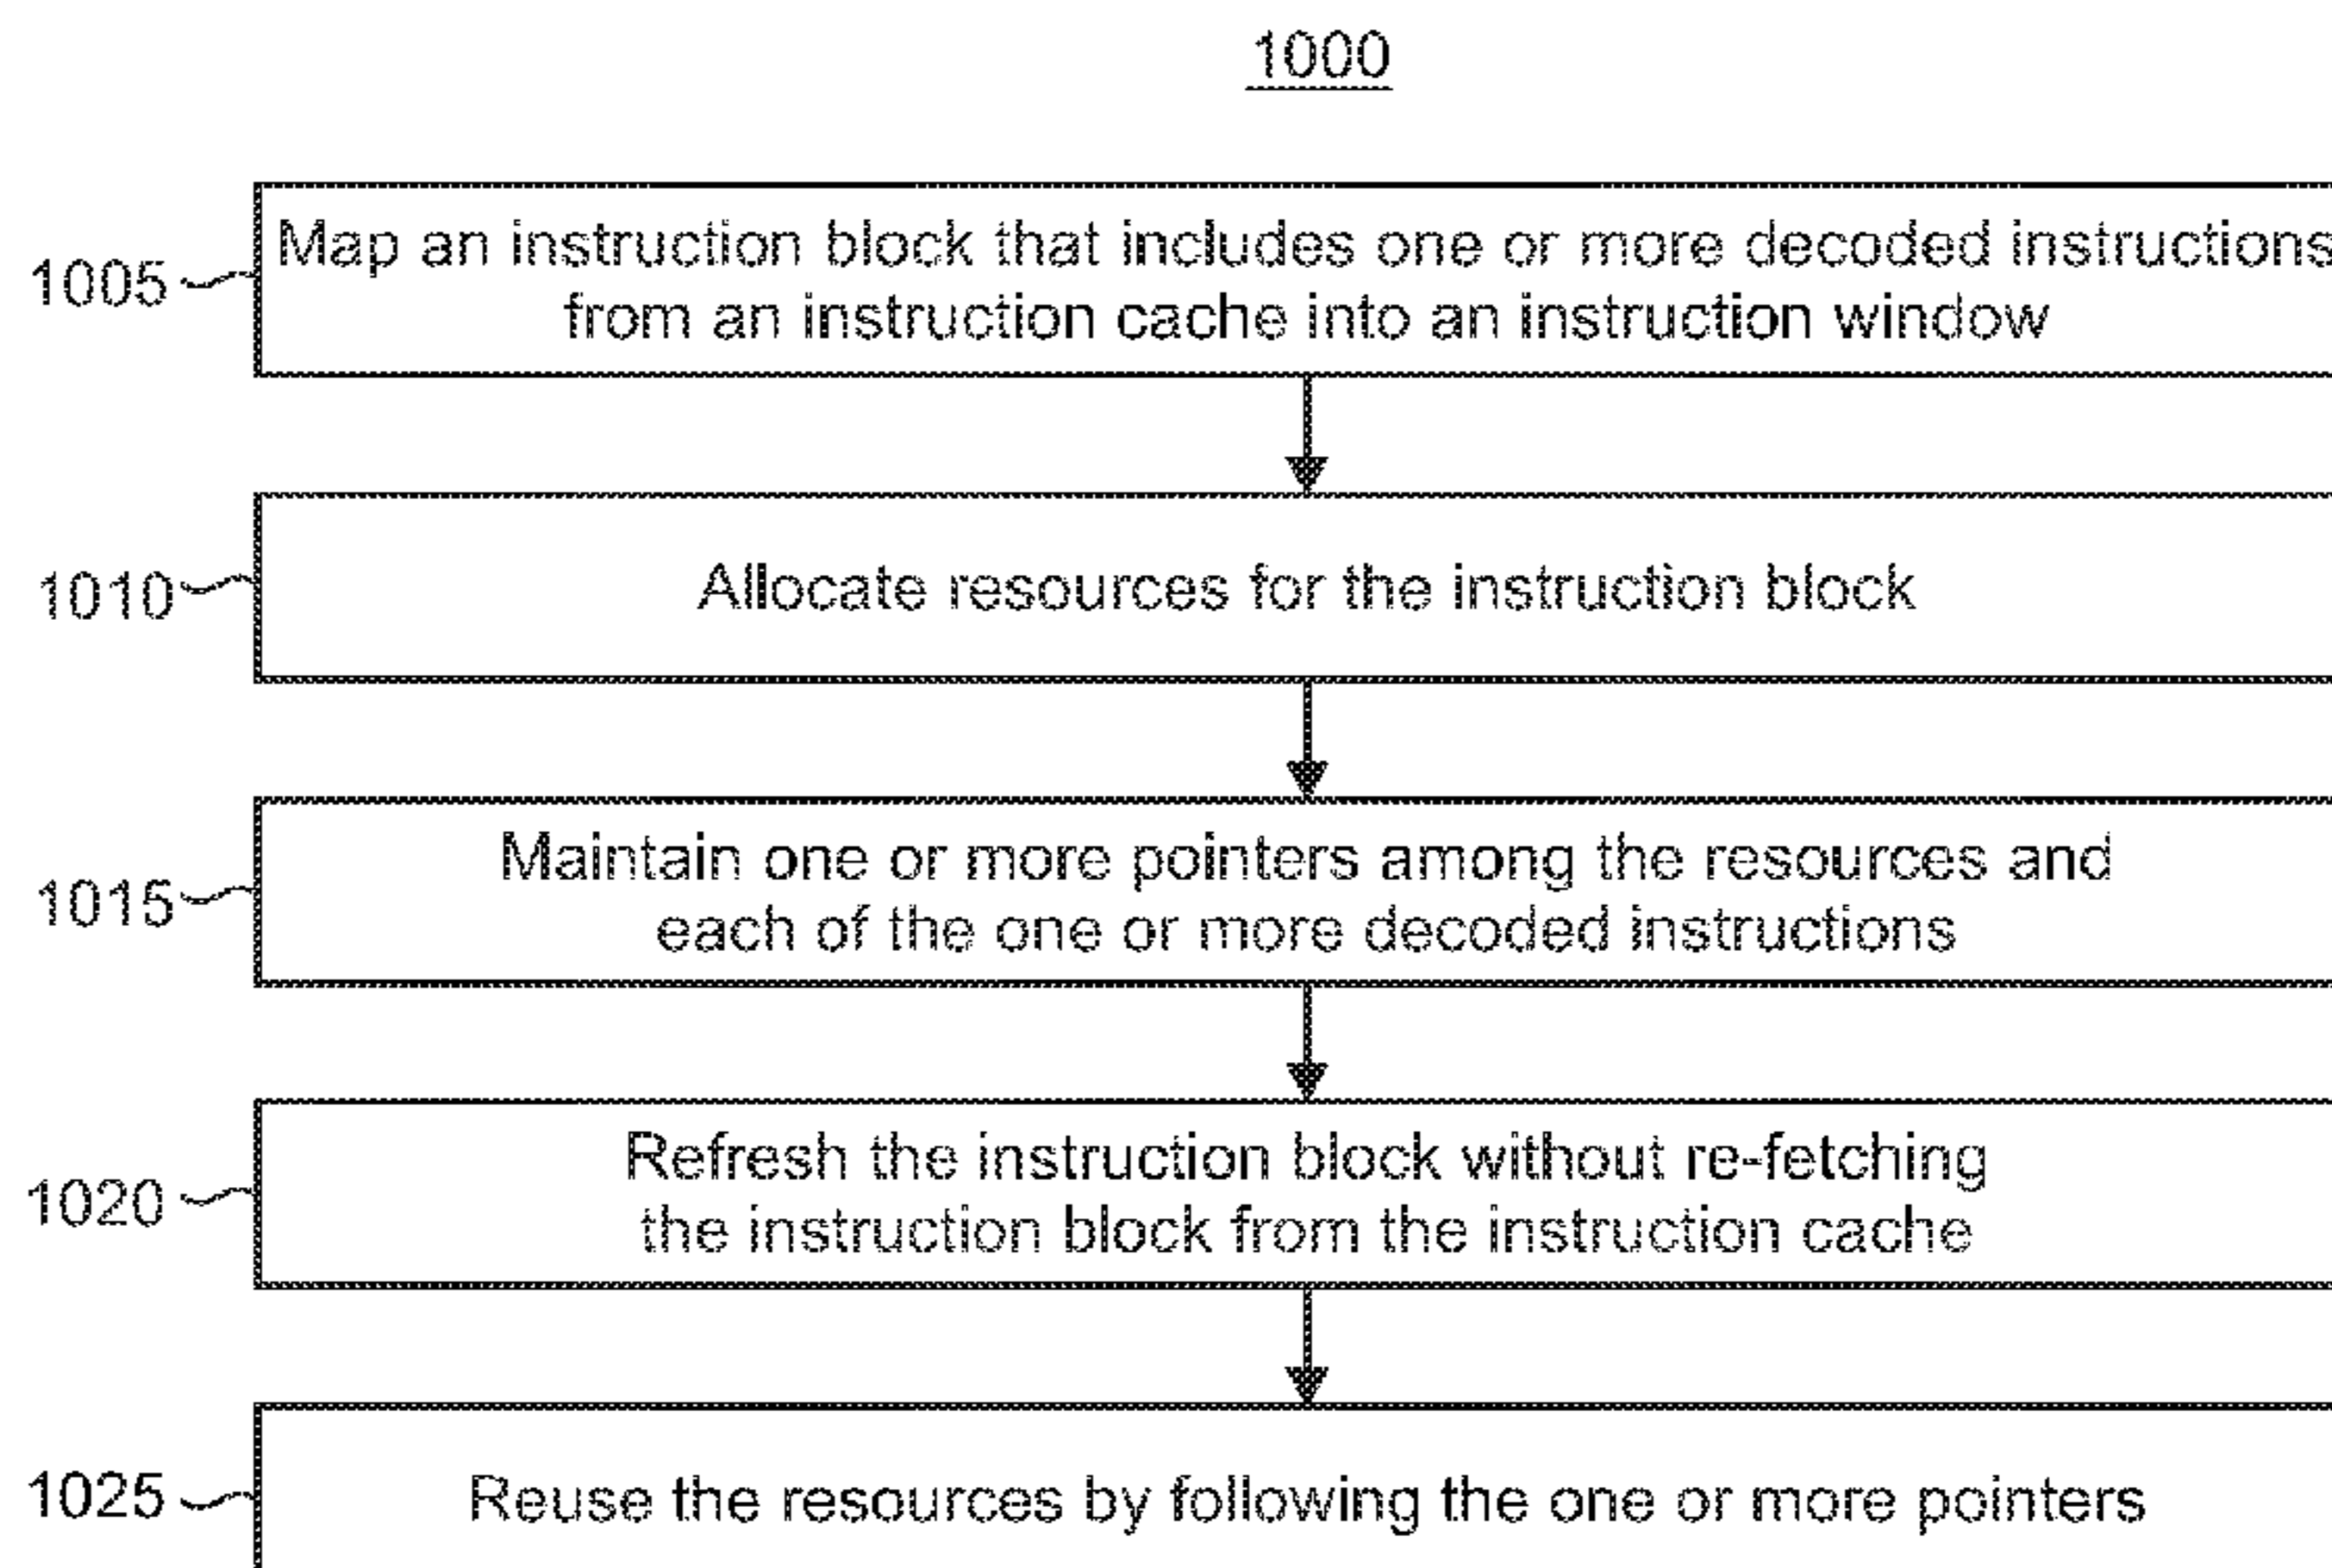 1000
1005
Map an instruction block that includes one or more decoded instructions
from an instruction cache into an instruction window
1010
Allocate resources for the instruction block
1015
Maintain one or more pointers among the resources and
each of the one or more decoded instructions
1020
Refresh the instruction block without re-fetching
the instruction block from the instruction cache
1025
Reuse the resources by following the one or more pointers